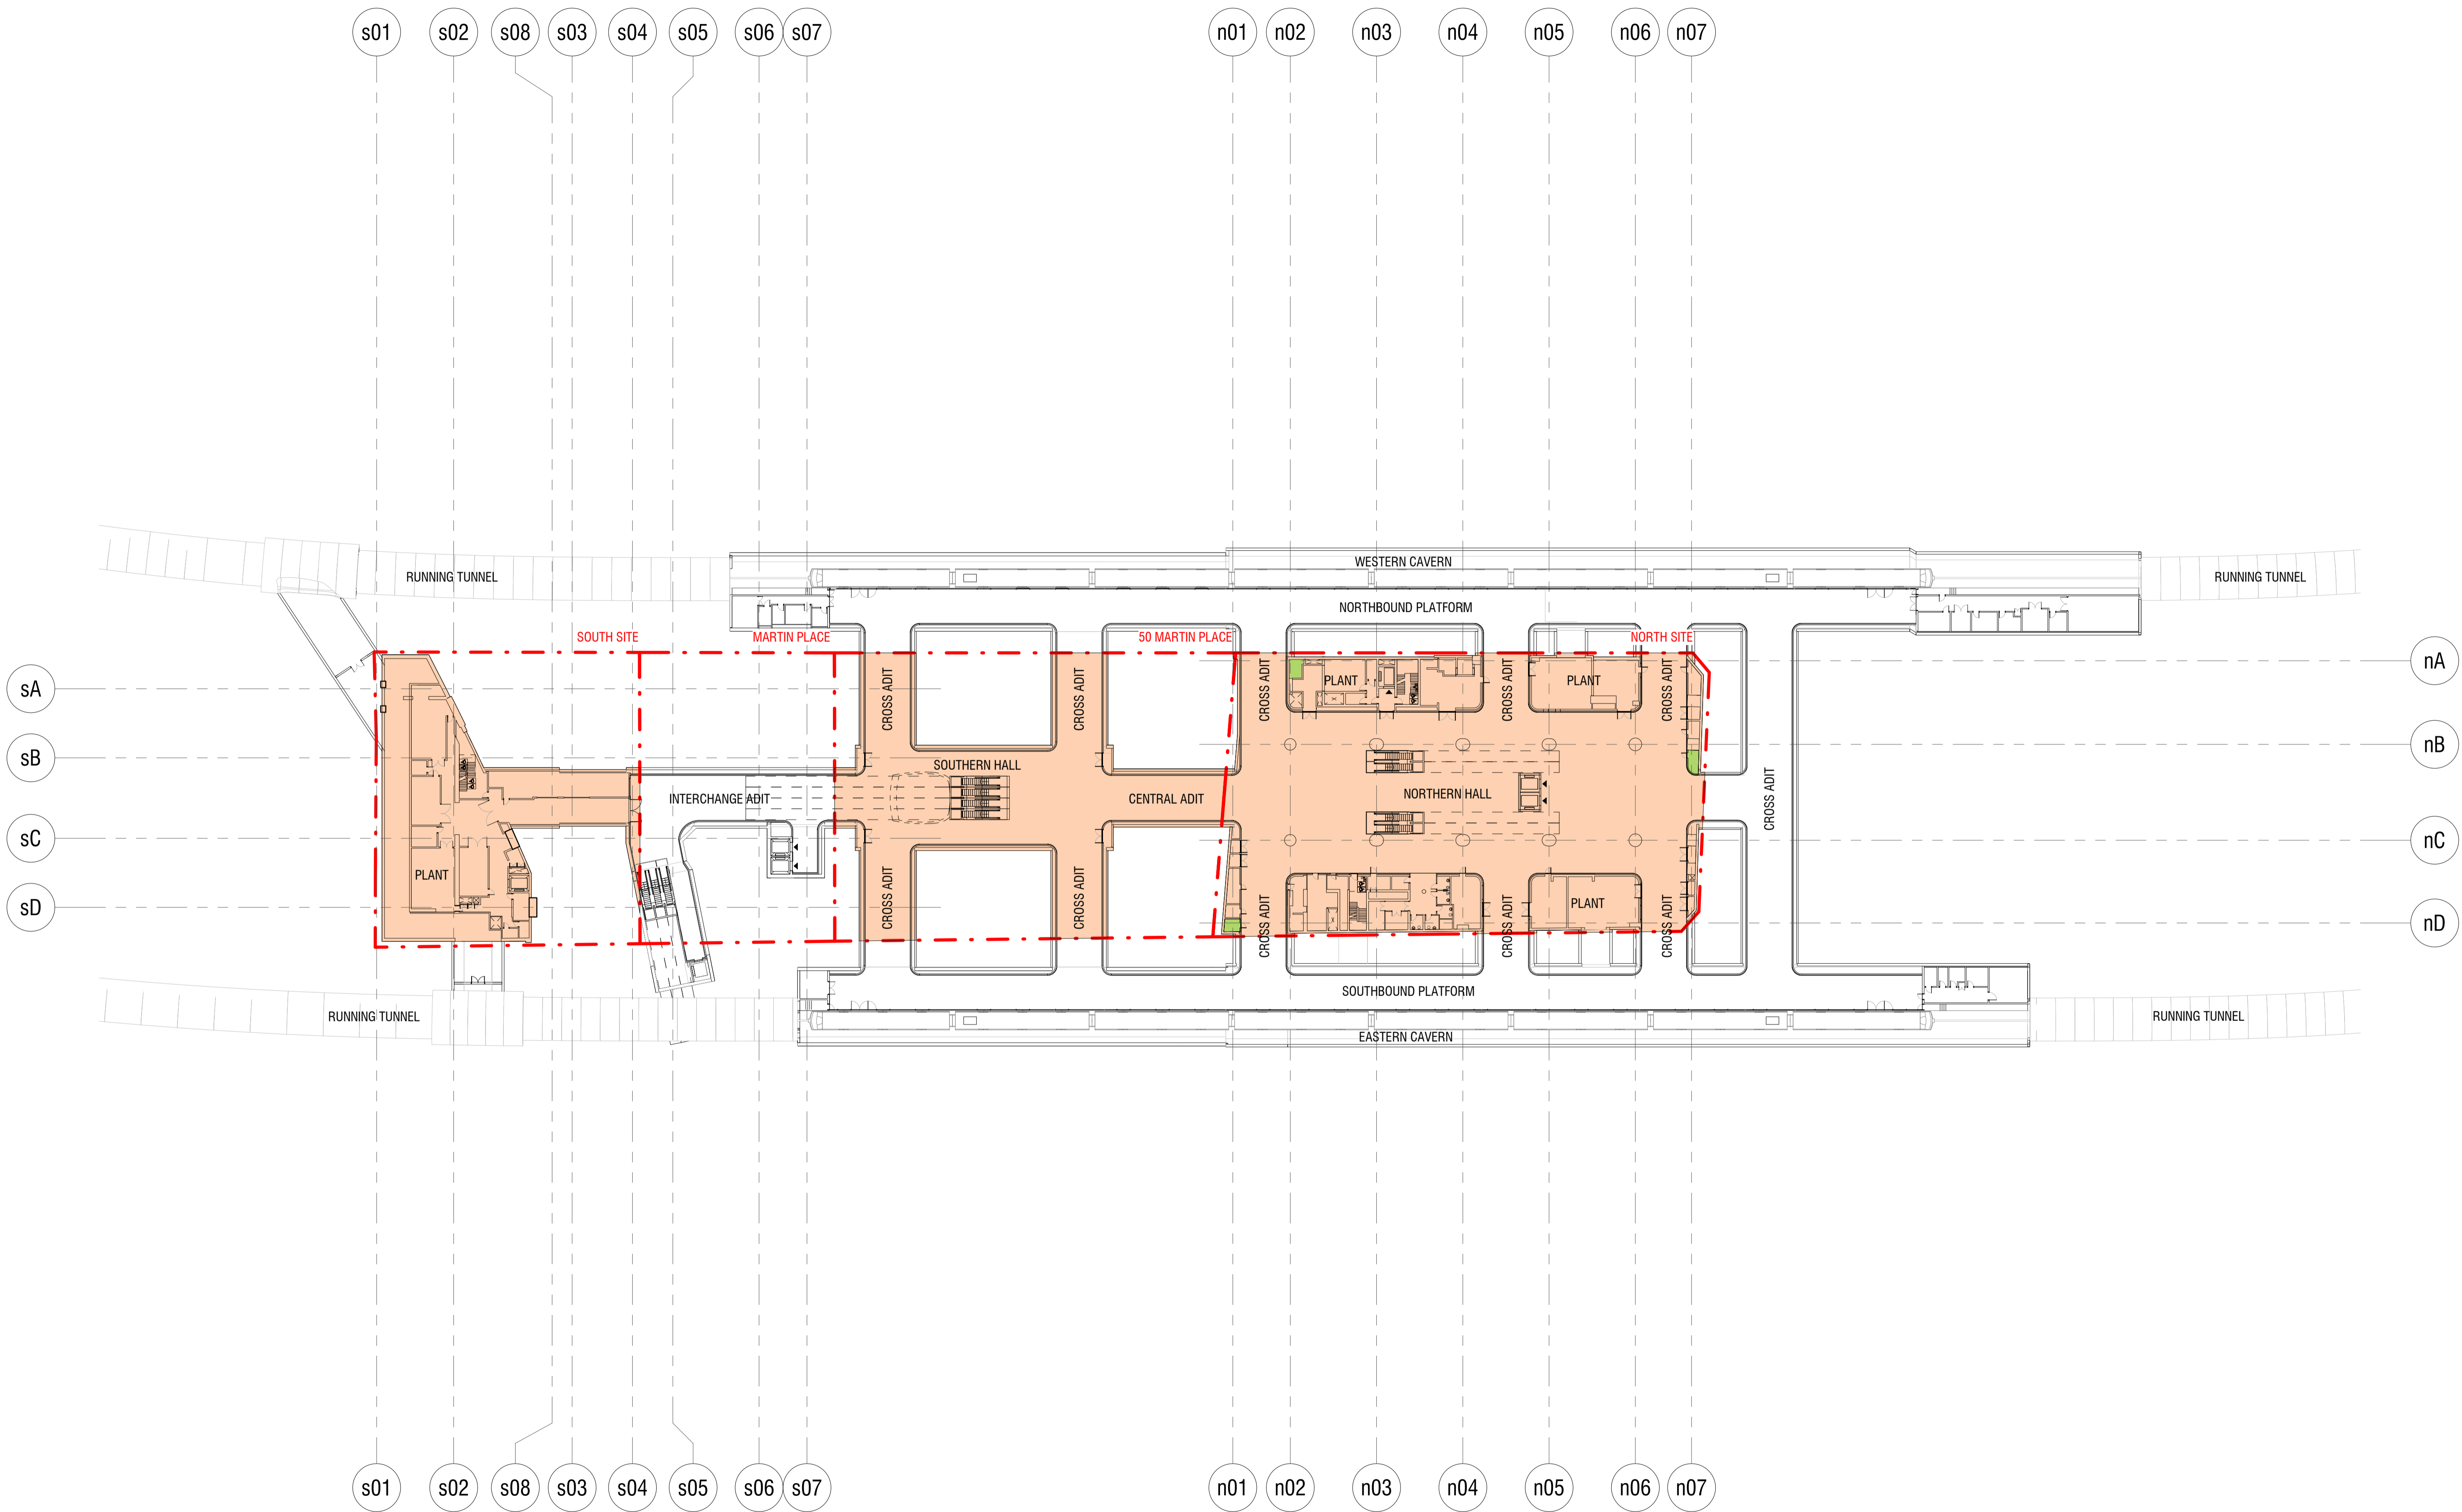 s01 s02 s08 s03 s04 s05 s06 s07 n01 n02 n03 n04 n05 n06 n07
WESTERN CAVERN
RUNNING TUNNEL
RUNNING TUNNEL
NORTHBOUND PLATFORM
SOUTH SITE
MARTIN PLACE
50 MARTIN PLACE
NORTH SITE
sA
nA
CROSS ADIT
CROSS ADIT
CROSS ADIT
PLANT
CROSS ADIT
PLANT
CROSS ADIT
sB
nB
SOUTHERN HALL
INTERCHANGE ADIT
CENTRAL ADIT
NORTHERN HALL
CROSS ADIT
sC
nC
PLANT
CROSS ADIT
CROSS ADIT
CROSS ADIT
CROSS ADIT
PLANT
CROSS ADIT
sD
nD
SOUTHBOUND PLATFORM
RUNNING TUNNEL
RUNNING TUNNEL
EASTERN CAVERN
s01 s02 s08 s03 s04 s05 s06 s07 n01 n02 n03 n04 n05 n06 n07